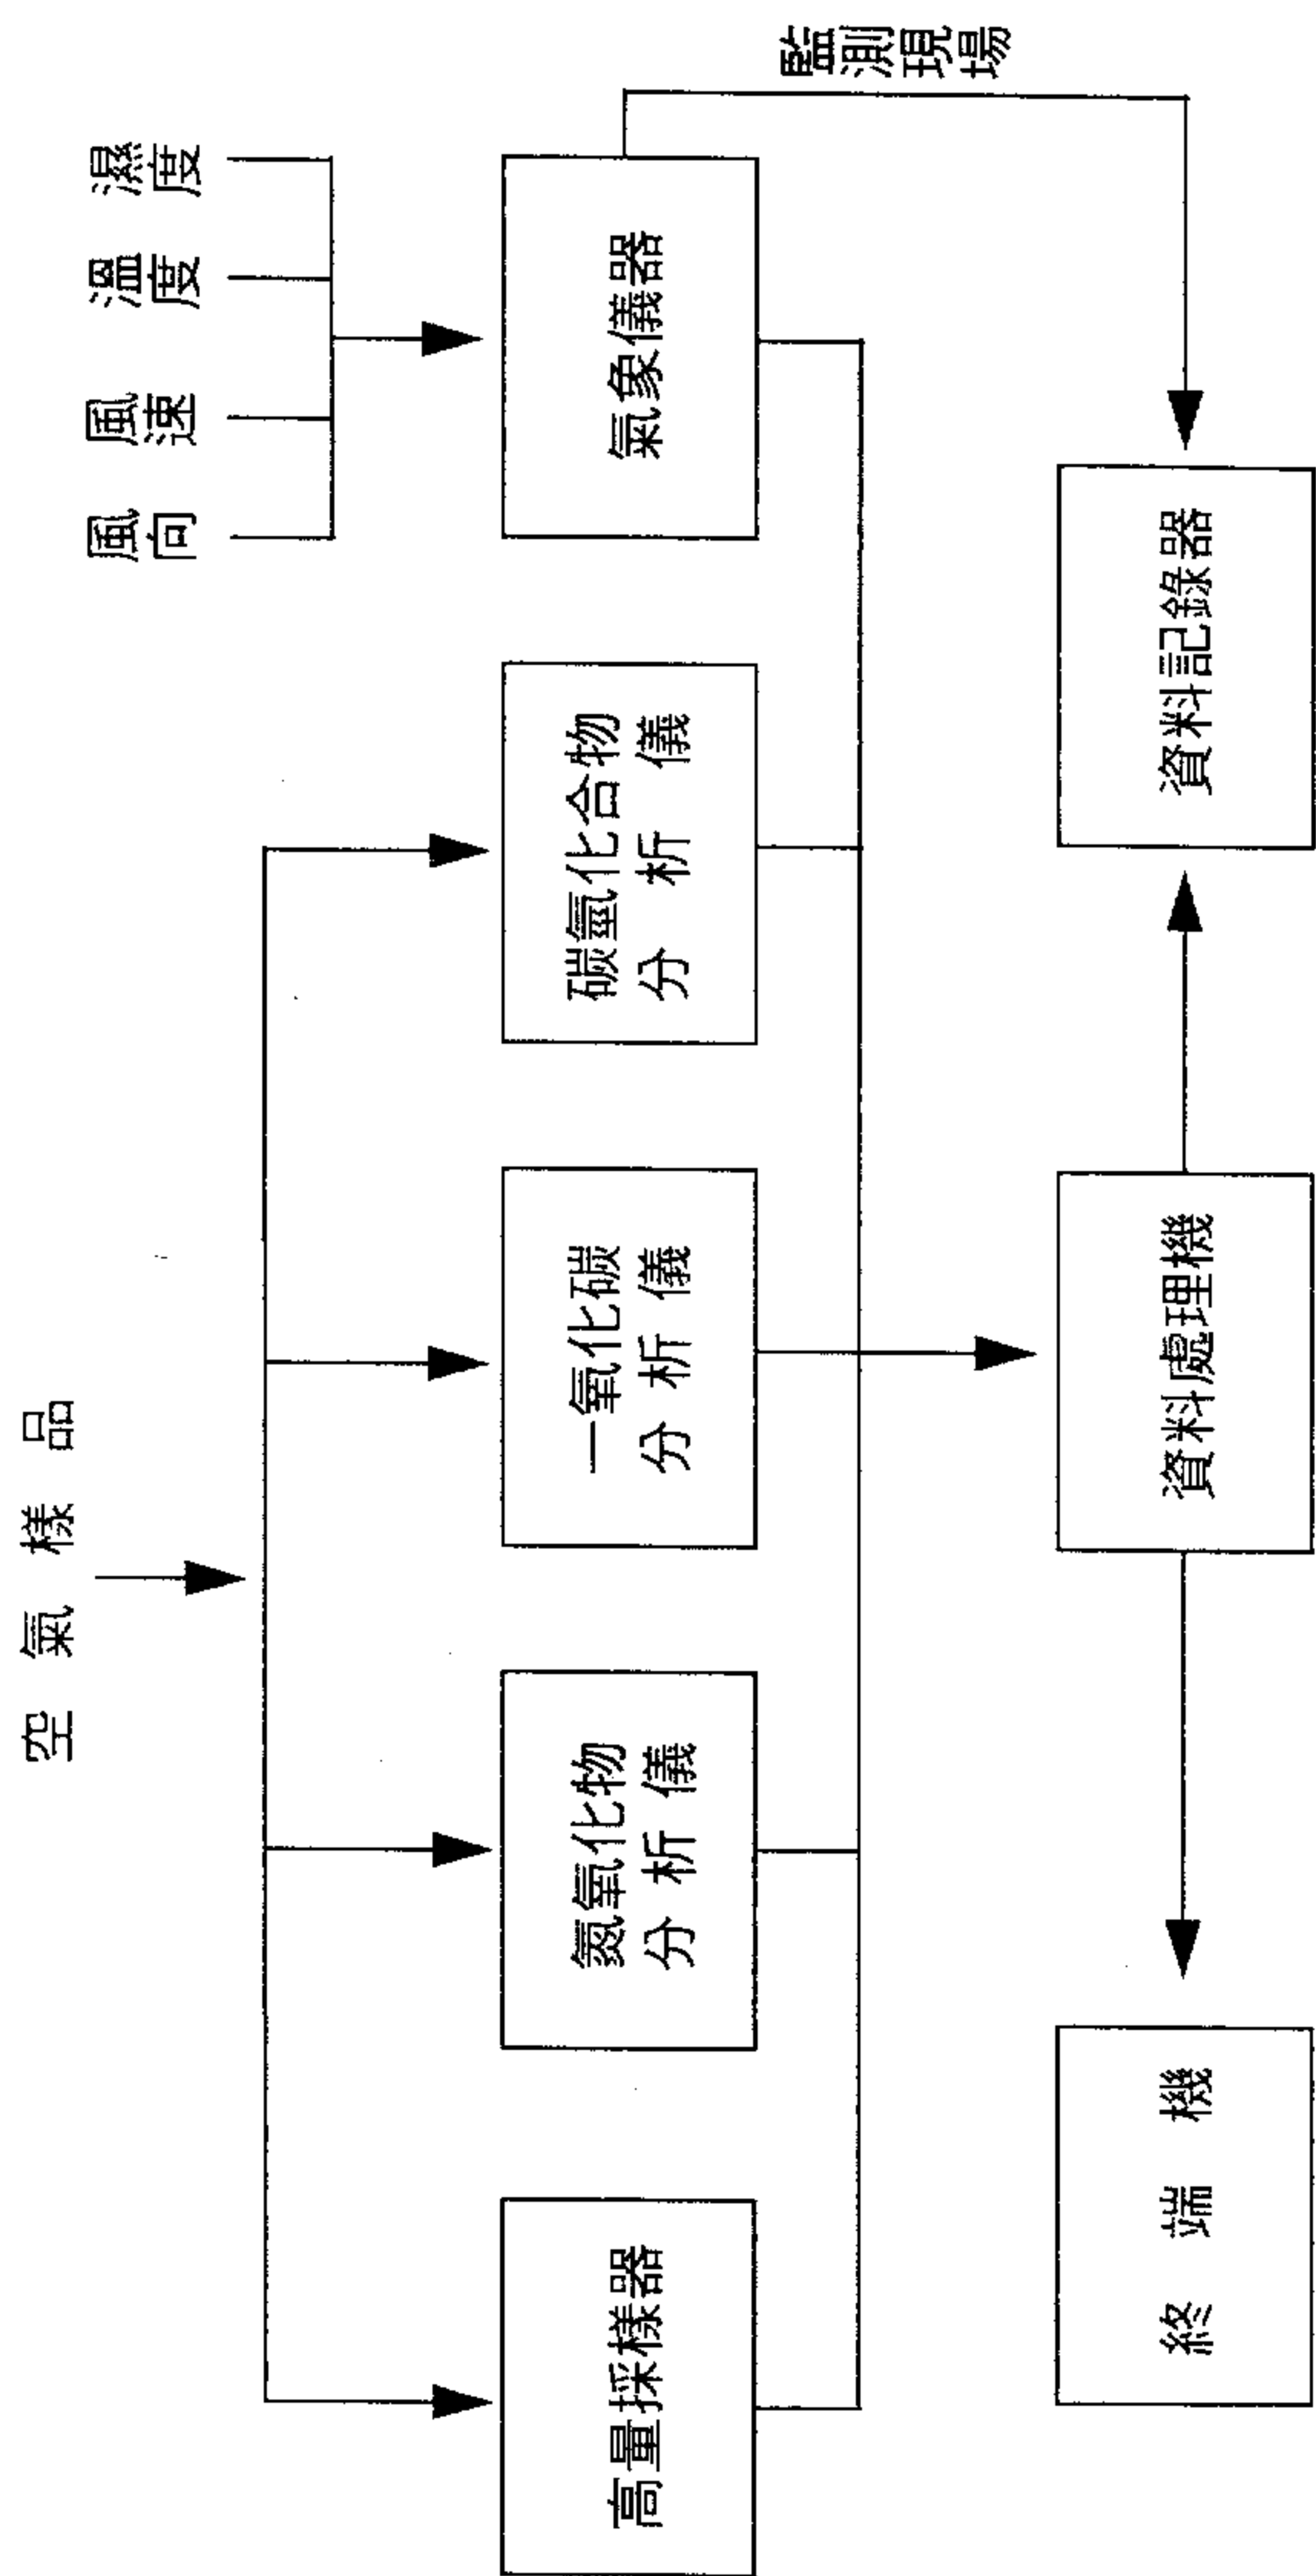 空氣樣品
風向
風速
溫度
濕度
高量採樣器
氮氧化物
分析儀
一氧化碳
分析儀
碳氫化合物
分析儀
氣象儀器
監測現場
終端機
資料處理機
資料記錄器